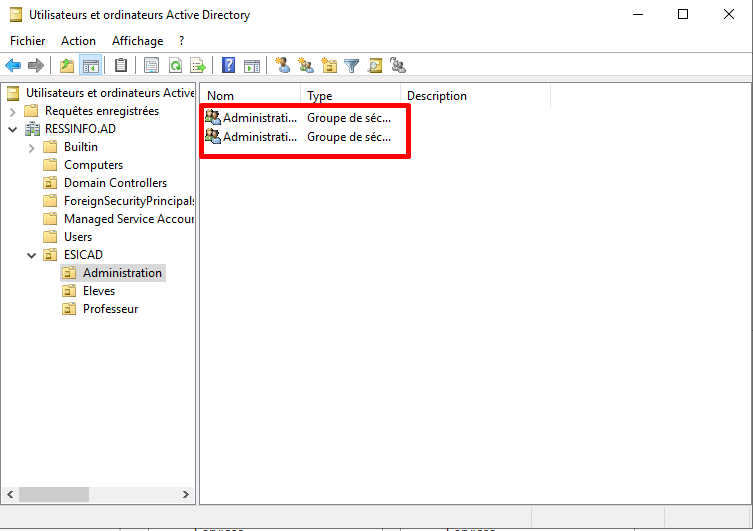 Utilisateurs et ordinateurs Active Directory
Fichier Action Affichage ?
Utilisateurs et ordinateurs Active
Requêtes enregistrées
RESSINFO.AD
Builtin
Computers
Domain Controllers
ForeignSecurityPrincipals
Managed Service Accour
Users
ESICAD
Administration
Eleves
Professeur
Nom Type Description
Administrati... Groupe de séc...
Administrati... Groupe de séc...